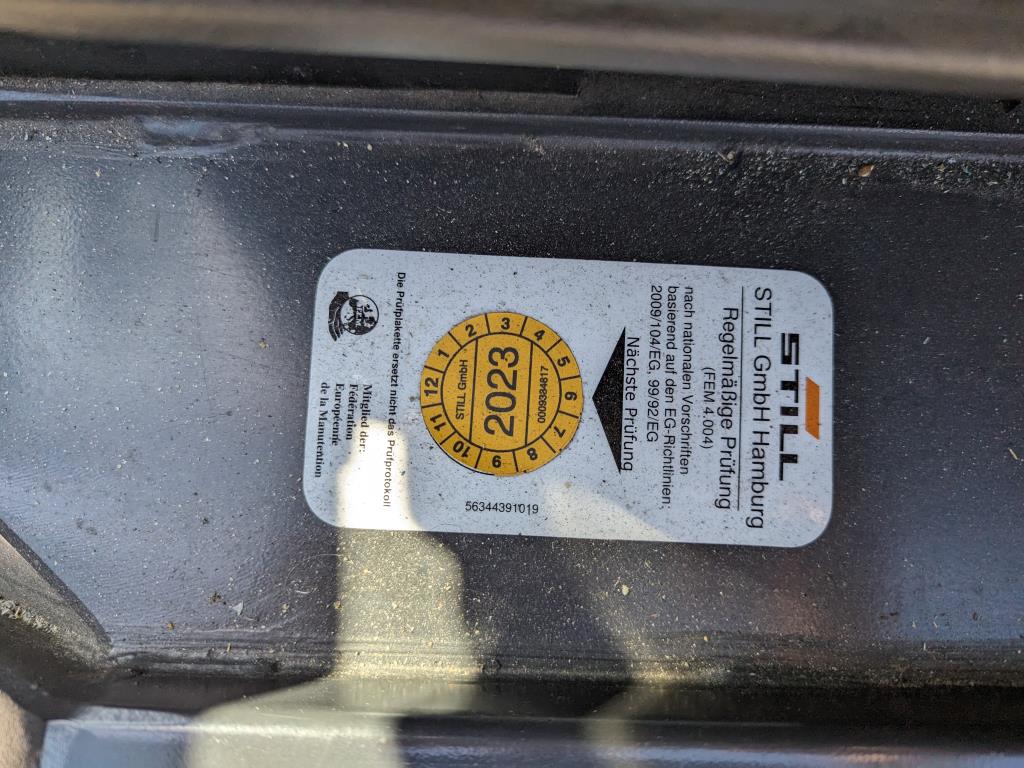 STILL
STILL GmbH Hamburg
Regelmäßige Prüfung
(FEM 4.004)
nach nationalen Vorschriften
basierend auf den EG-Richtlinien:
2009/104/EG, 99/92/EG
Nächste Prüfung
1 2 3 4 5 6 7 8 9 10 11 12
0009384817
2023
STILL GmbH
56344391019
Die Prüfplakette ersetzt nicht das Prüfprotokoll
Mitglied der:
Fédération
Européenne
de la Manutention